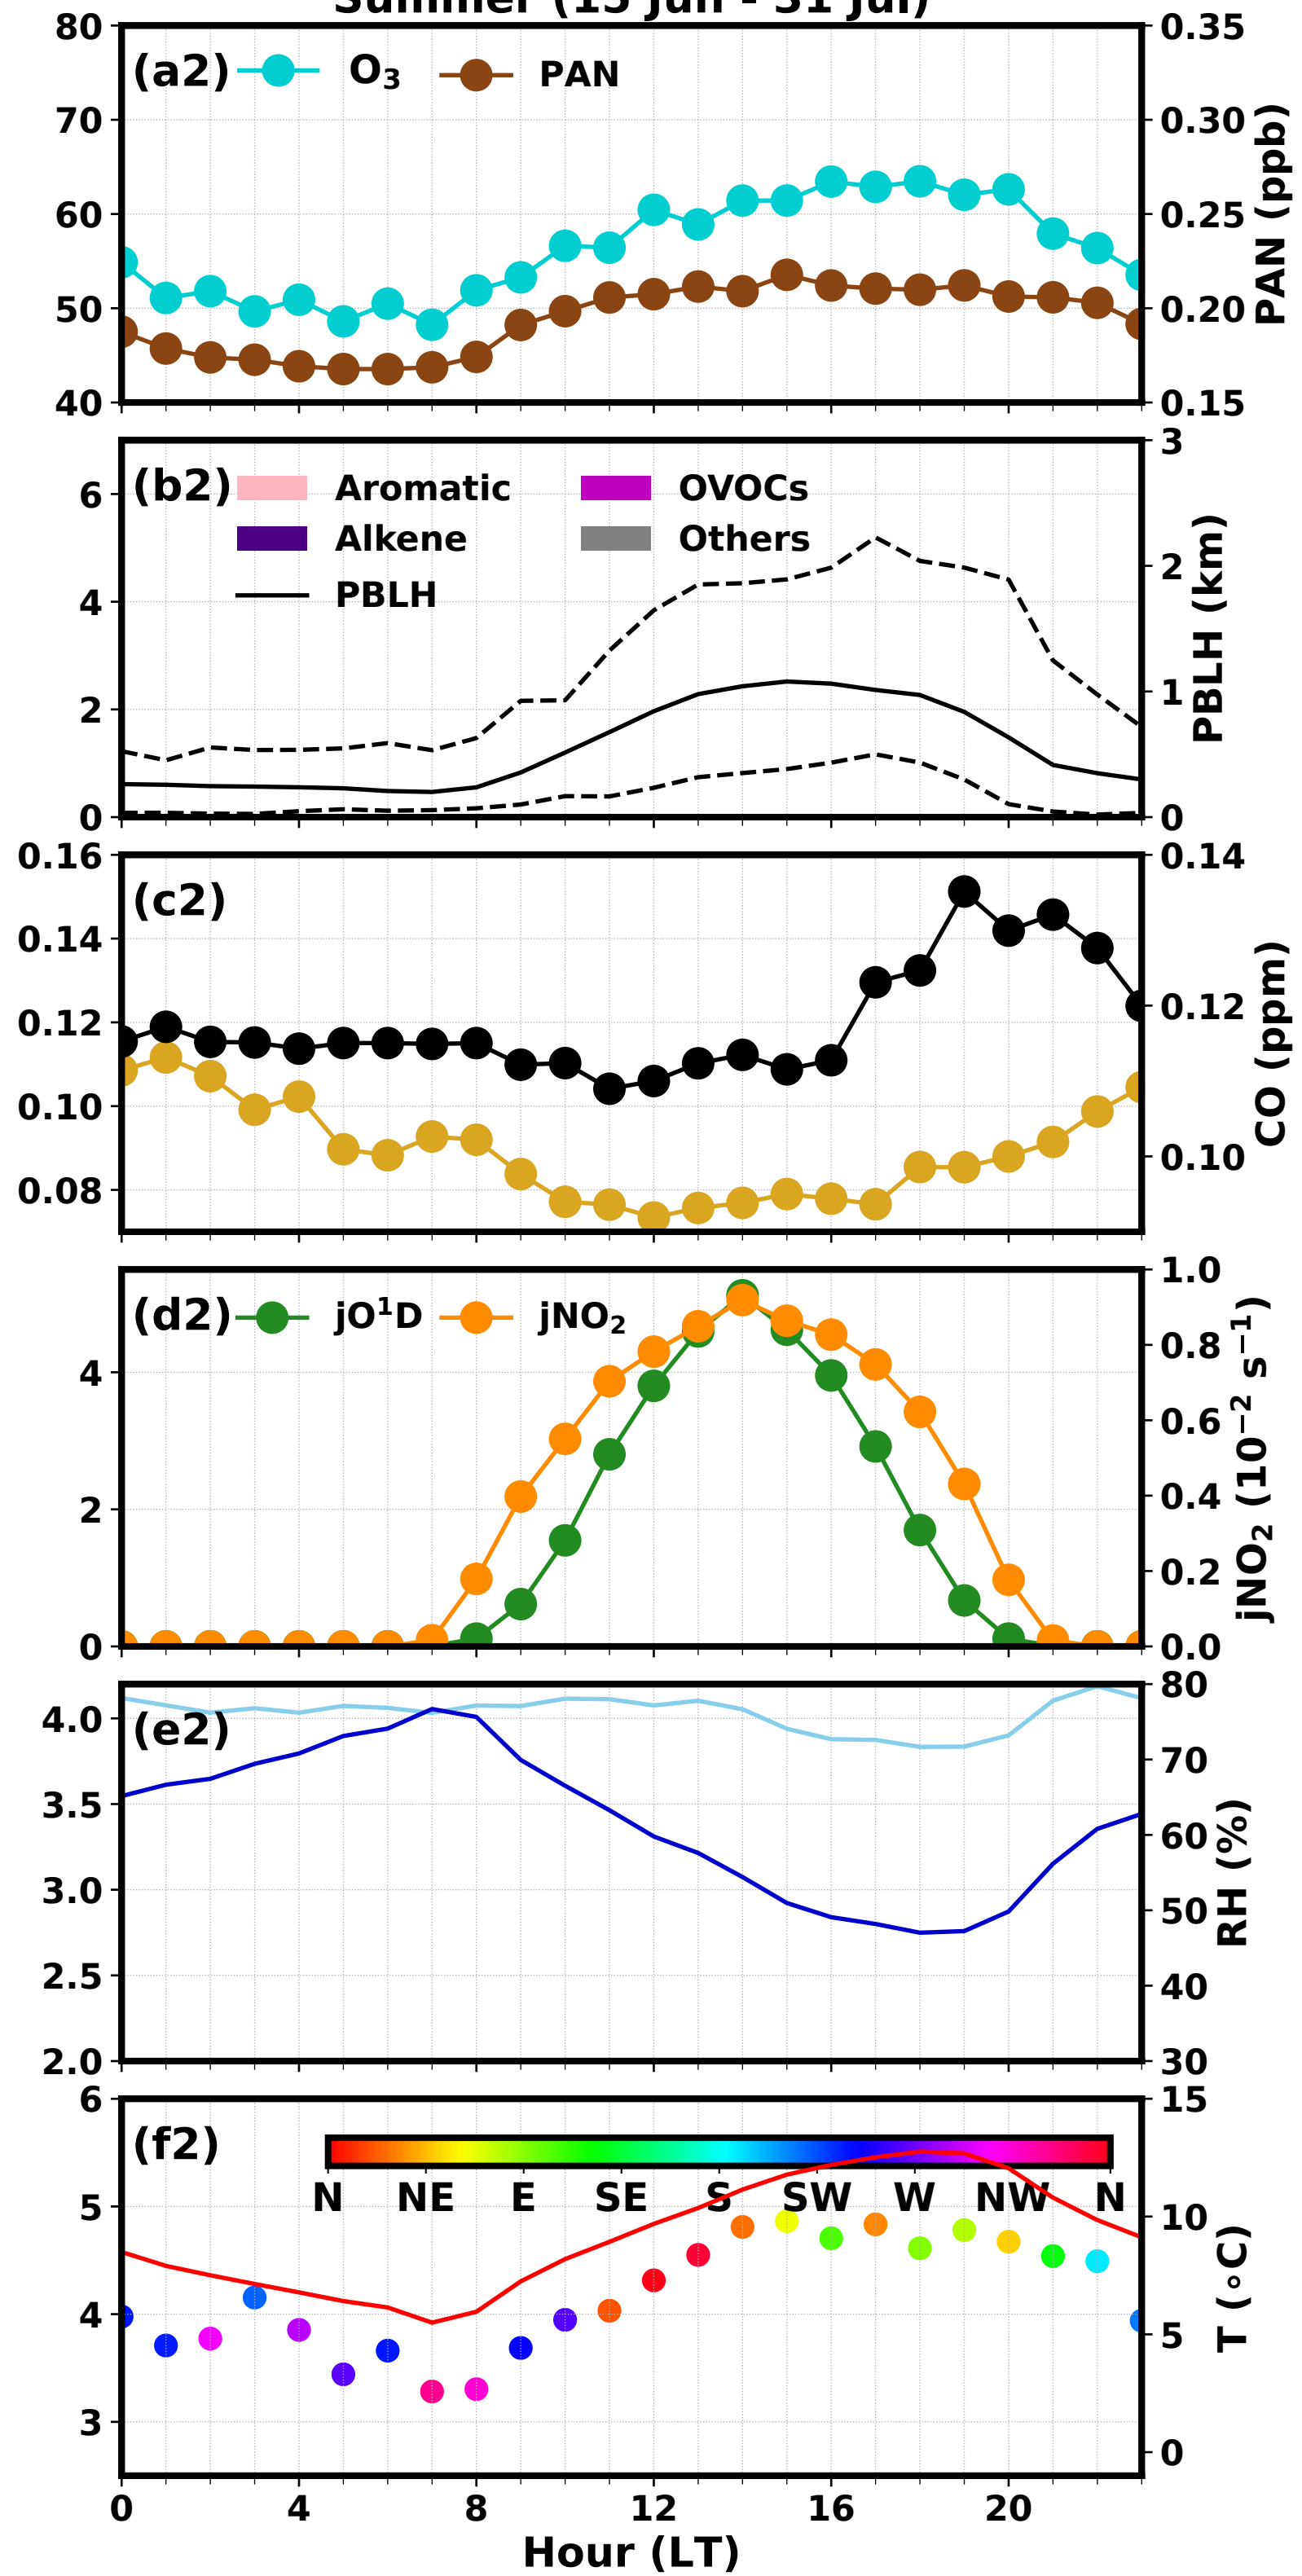 Summer (15 Jun - 31 Jul)
80 0.35
(a2) O₃ PAN
70 0.30
60 0.25
50 0.20
40 0.15
PAN (ppb)
3
(b2) Aromatic OVOCs
6
Alkene Others
2
4 PBLH
1
2
0 0
PBLH (km)
0.16 0.14
(c2)
0.14
0.12 0.12
0.10
0.10
0.08
CO (ppm)
1.0
(d2) jO¹D jNO₂
0.8
4
0.6
2 0.4
0.2
0 0.0
jNO₂ (10⁻² s⁻¹)
80
4.0 (e2)
70
3.5
60
3.0
50
2.5
40
2.0 30
RH (%)
6 15
(f2)
N NE E SE S SW W NW N
5 10
4
5
3
0
T (∘C)
0 4 8 12 16 20
Hour (LT)